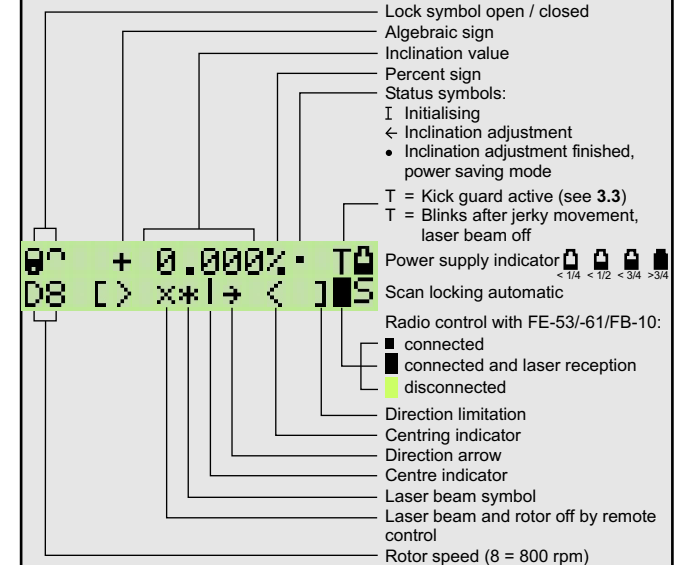 Lock symbol open / closed
Algebraic sign
Inclination value
Percent sign
Status symbols:
I Initialising
← Inclination adjustment
• Inclination adjustment finished,
power saving mode
T = Kick guard active (see 3.3)
T = Blinks after jerky movement,
laser beam off
+ 0.000%· T
Power supply indicator
< 1/4 < 1/2 < 3/4 >3/4
D8 [> x*|→ < ]█S
Scan locking automatic
Radio control with FE-53/-61/FB-10:
■ connected
█ connected and laser reception
disconnected
Direction limitation
Centring indicator
Direction arrow
Centre indicator
Laser beam symbol
Laser beam and rotor off by remote
control
Rotor speed (8 = 800 rpm)